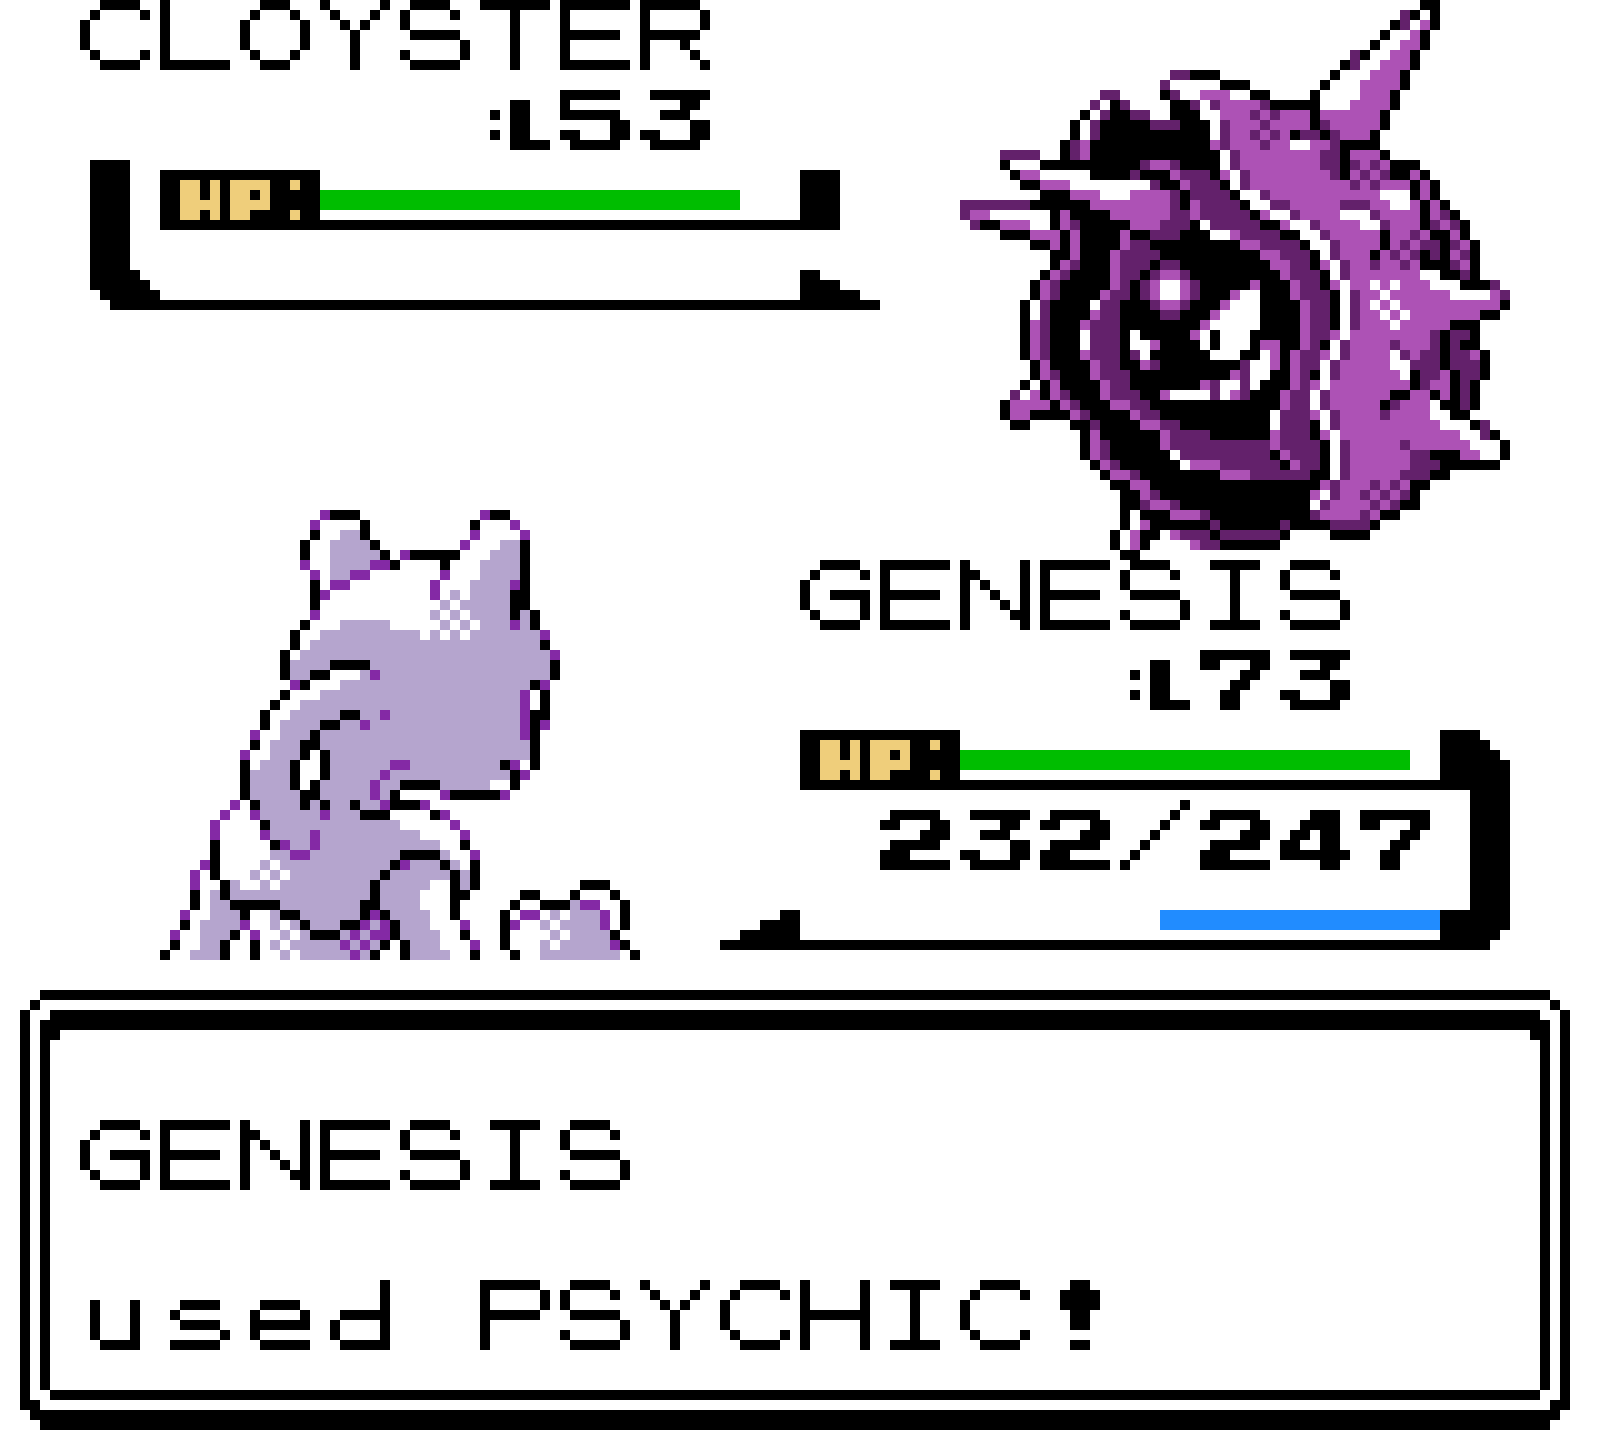 CLOYSTER
:L53
HP:
GENESIS
:L73
HP:
232/247
GENESIS
used PSYCHIC!